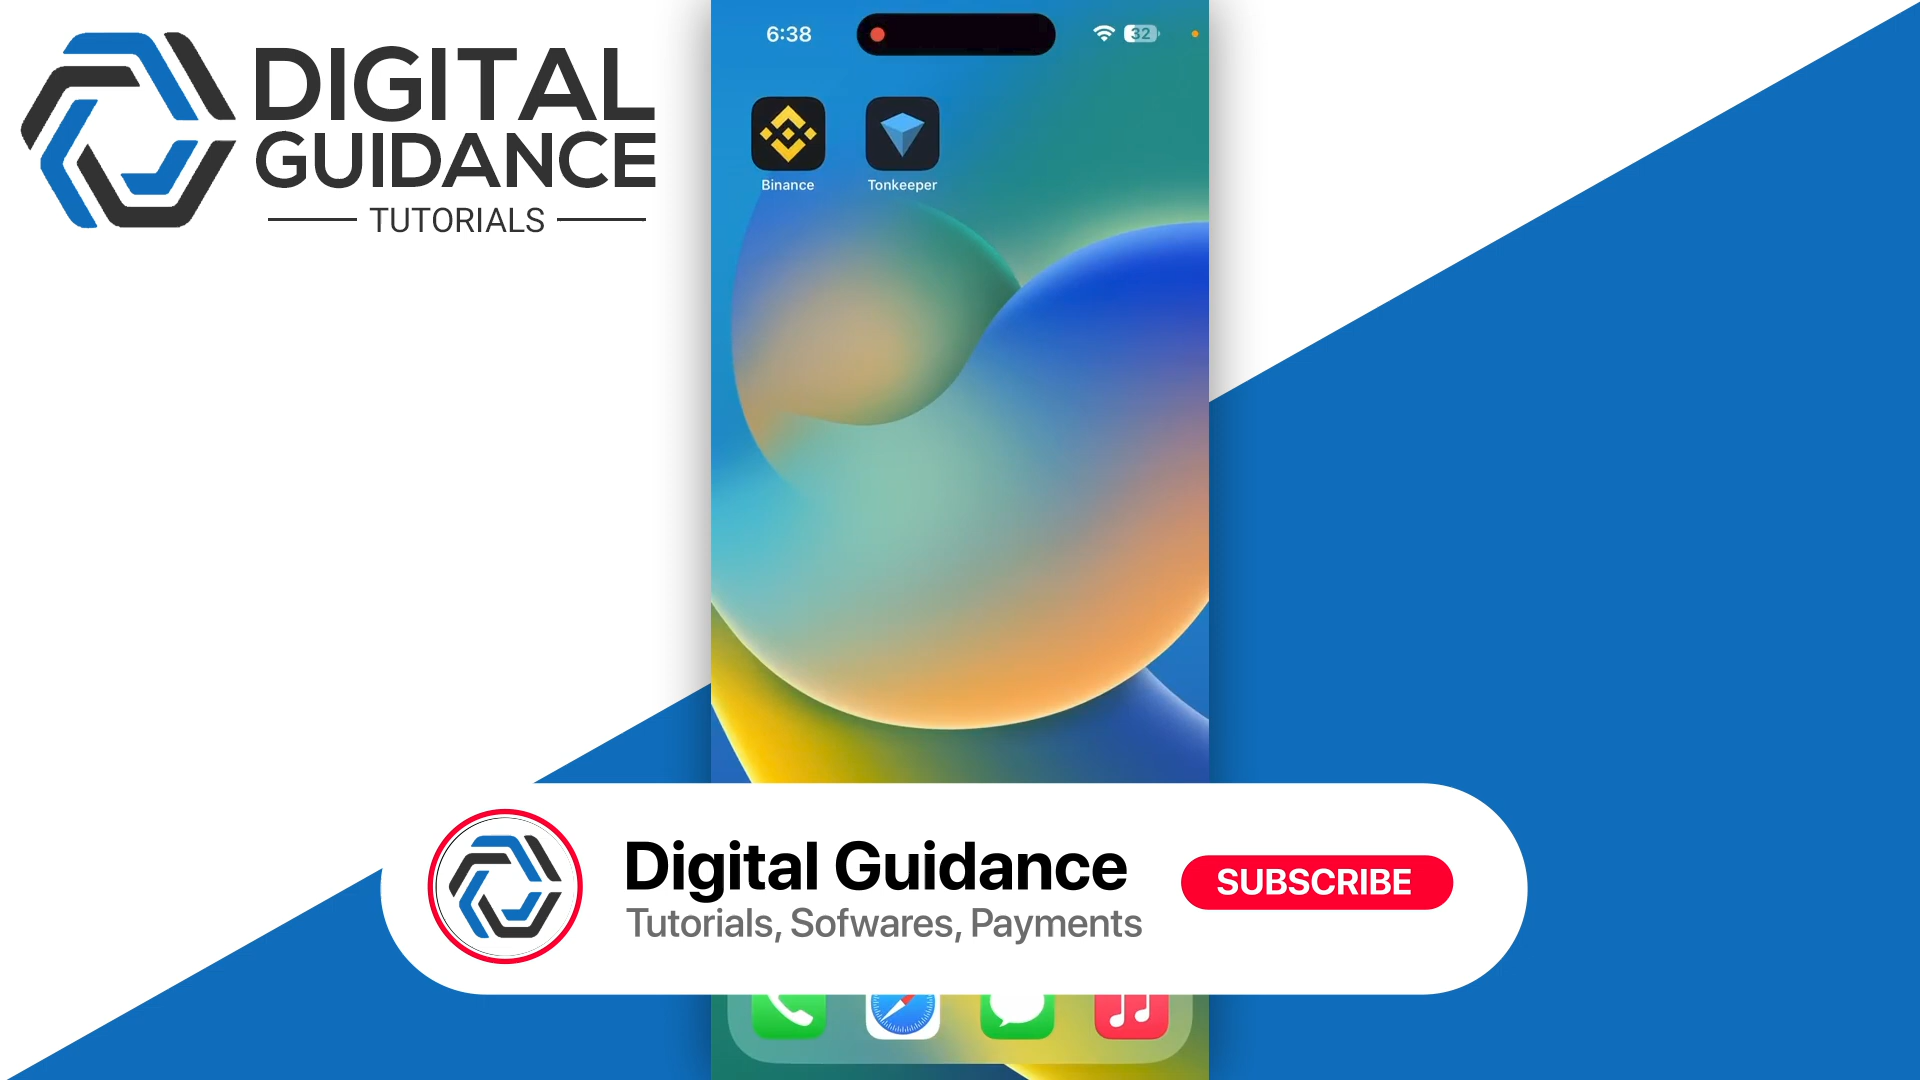 DIGITAL
GUIDANCE
TUTORIALS
6:38
32
Binance
Tonkeeper
Digital Guidance
Tutorials, Sofwares, Payments
SUBSCRIBE